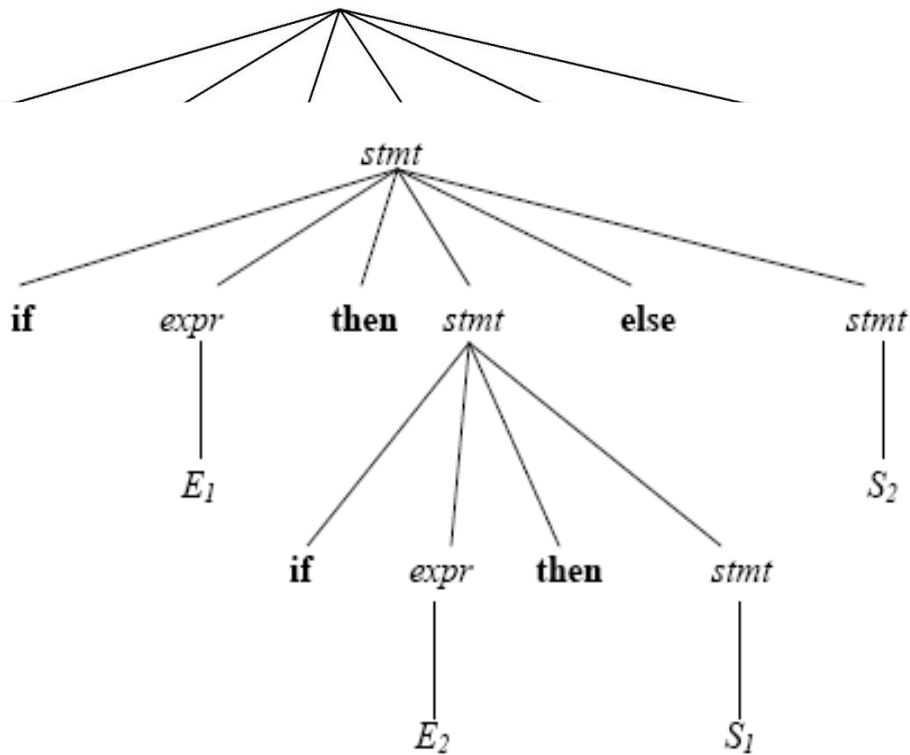 stmt
if expr then stmt else stmt
E1 S2
if expr then stmt
E2 S1